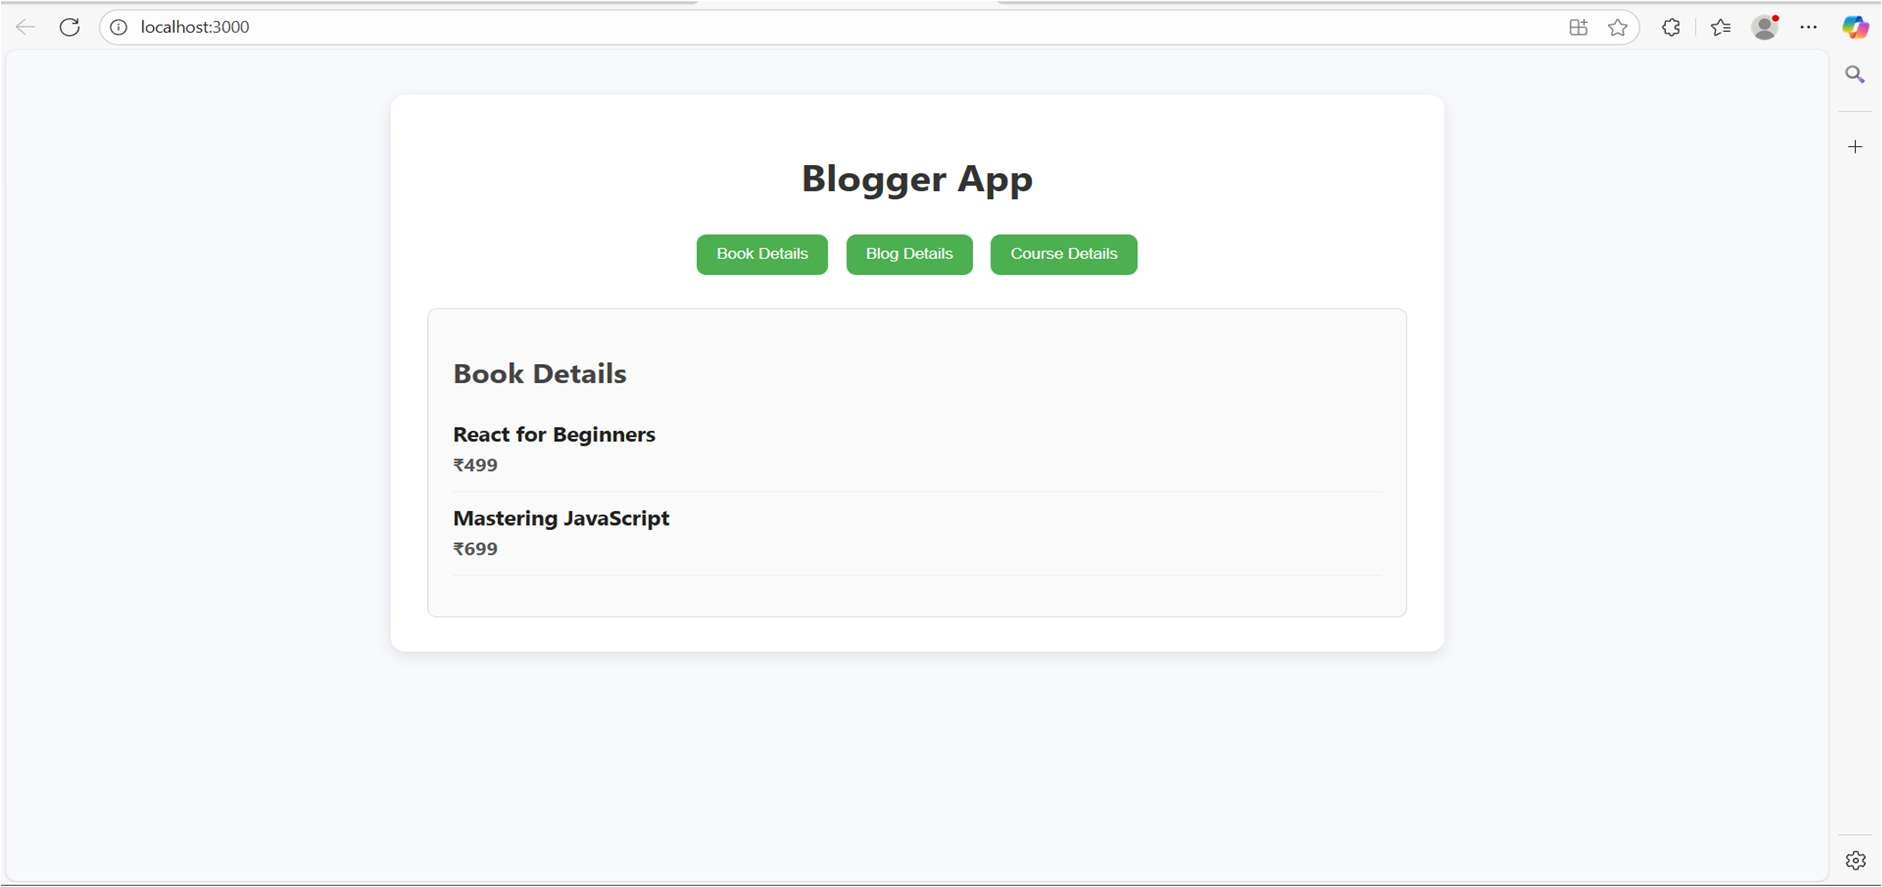 localhost:3000
Blogger App
Book Details
Blog Details
Course Details
Book Details
React for Beginners
₹499
Mastering JavaScript
₹699